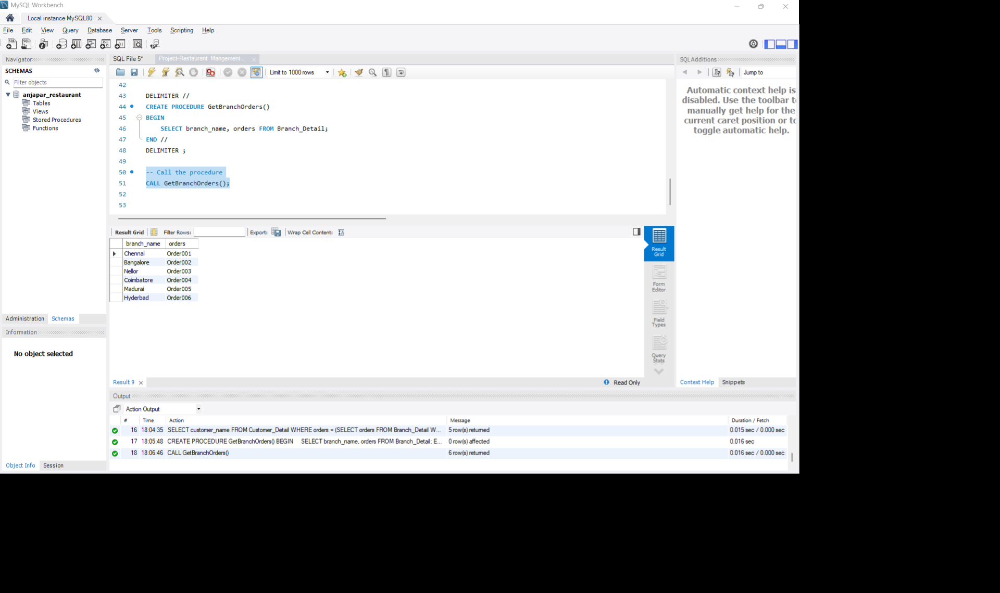 MySQL Workbench
Local instance MySQL80
File Edit View Query Database Server Tools Scripting Help
Navigator
SCHEMAS
Filter objects
anjapar_restaurant
Tables
Views
Stored Procedures
Functions
Administration Schemas
Information
No object selected
Object Info Session
SQL File 5* Project-Restaurant Mangement...
Limit to 1000 rows
42
43 DELIMITER //
44 CREATE PROCEDURE GetBranchOrders()
45 BEGIN
46 SELECT branch_name, orders FROM Branch_Detail;
47 END //
48 DELIMITER ;
49
50 -- Call the procedure
51 CALL GetBranchOrders();
52
53
Result Grid Filter Rows: Export: Wrap Cell Content:
branch_name orders
Chennai Order001
Bangalore Order002
Nellor Order003
Coimbatore Order004
Madurai Order005
Hyderbad Order006
Result
Grid
Form
Editor
Field
Types
Query
Stats
Result 9 Read Only
SQLAdditions
Jump to
Automatic context help is
disabled. Use the toolbar to
manually get help for the
current caret position or to
toggle automatic help.
Context Help Snippets
Output
Action Output
# Time Action Message Duration / Fetch
16 18:04:35 SELECT customer_name FROM Customer_Detail WHERE orders = (SELECT orders FROM Branch_Detail W... 5 row(s) returned 0.015 sec / 0.000 sec
17 18:05:48 CREATE PROCEDURE GetBranchOrders() BEGIN SELECT branch_name, orders FROM Branch_Detail; E... 0 row(s) affected 0.016 sec
18 18:06:46 CALL GetBranchOrders() 6 row(s) returned 0.016 sec / 0.000 sec